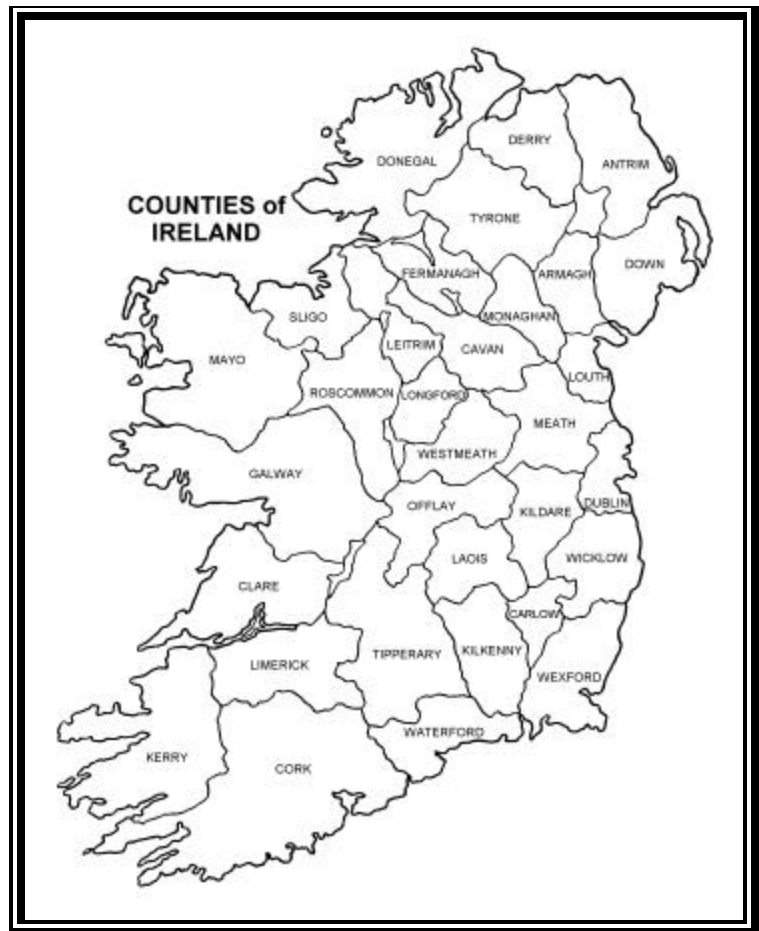 DERRY
DONEGAL
ANTRIM
COUNTIES of
IRELAND
TYRONE
FERMANAGH
ARMAGH
DOWN
SLIGO
MONAGHAN
LEITRIM
CAVAN
MAYO
LOUTH
ROSCOMMON
LONGFORD
MEATH
WESTMEATH
GALWAY
OFFLAY
KILDARE
DUBLIN
LAOIS
WICKLOW
CLARE
CARLOW
TIPPERARY
KILKENNY
LIMERICK
WEXFORD
WATERFORD
KERRY
CORK